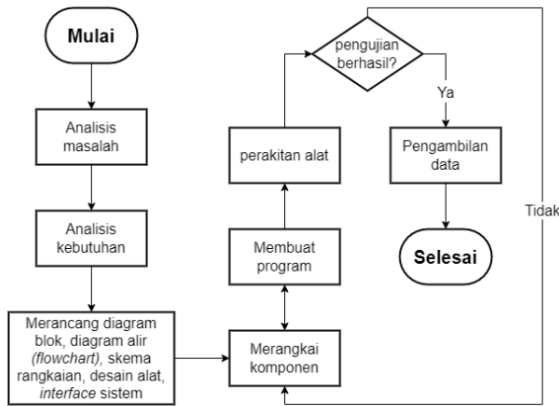 Mulai
Analisis
masalah
Analisis
kebutuhan
Merancang diagram
blok, diagram alir
(flowchart), skema
rangkaian, desain alat,
interface sistem
Merangkai
komponen
Membuat
program
perakitan alat
pengujian
berhasil?
Ya
Pengambilan
data
Selesai
Tidak